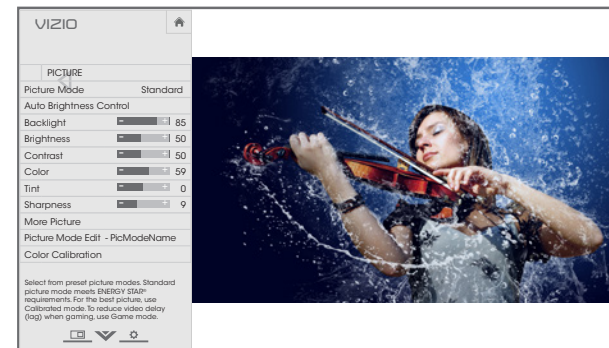 VIZIO
PICTURE
Picture Mode Standard
Auto Brightness Control
Backlight 85
Brightness 50
Contrast 50
Color 59
Tint 0
Sharpness 9
More Picture
Picture Mode Edit - PicModeName
Color Calibration
Select from preset picture modes. Standard
picture mode meets ENERGY STAR®
requirements. For the best picture, use
Calibrated mode. To reduce video delay
(lag) when gaming, use Game mode.